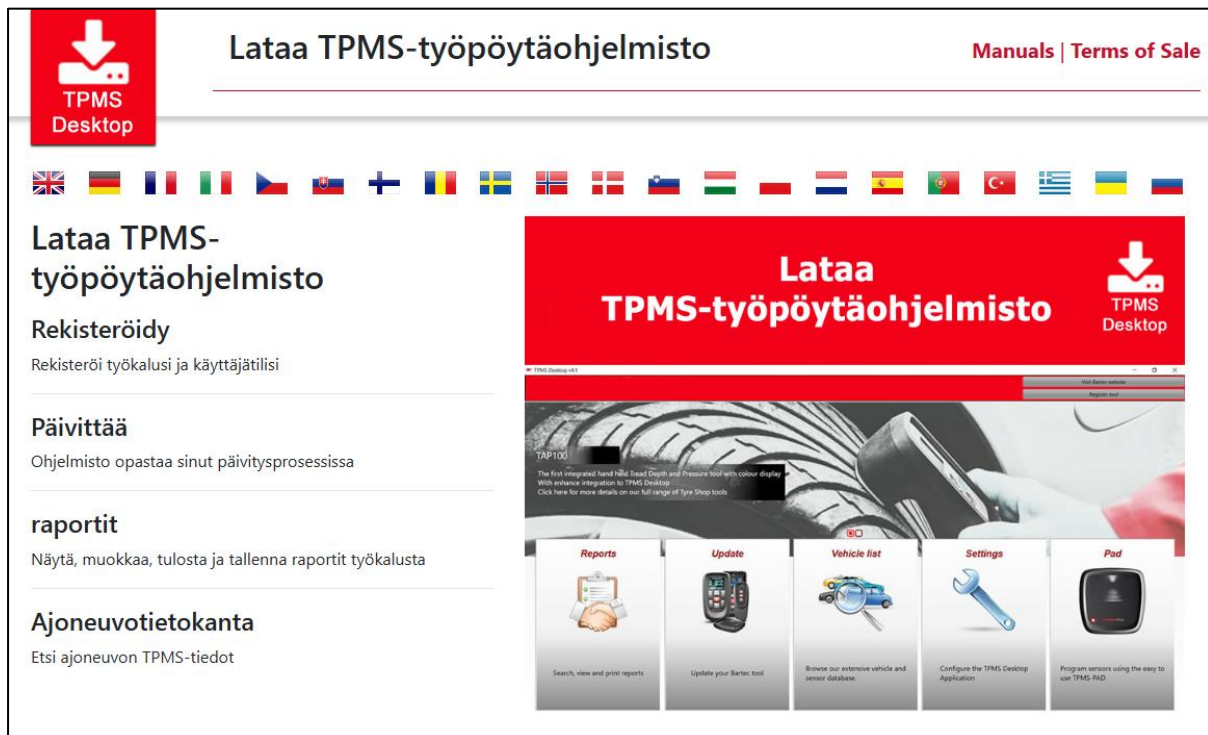 TPMS
Desktop
Lataa TPMS-työpöytäohjelmisto
Manuals | Terms of Sale
Lataa TPMS-
työpöytäohjelmisto
Rekisteröidy
Rekisteröi työkalusi ja käyttäjätilisi
Päivittää
Ohjelmisto opastaa sinut päivitysprosessissa
raportit
Näytä, muokkaa, tulosta ja tallenna raportit työkalusta
Ajoneuvotietokanta
Etsi ajoneuvon TPMS-tiedot
Lataa
TPMS-työpöytäohjelmisto
TPMS
Desktop
TPMS Desktop v4.1
Visit Bartec website
Register tool
TAP100
The first integrated hand held Tread Depth and Pressure tool with colour display
With enhance integration to TPMS Desktop
Click here for more details on our full range of Tyre Shop tools
Reports
Search, view and print reports
Update
Update your Bartec tool
Vehicle list
Browse our extensive vehicle and
sensor database.
Settings
Configure the TPMS Desktop
Application
Pad
Program sensors using the easy to
use TPMS-PAD.